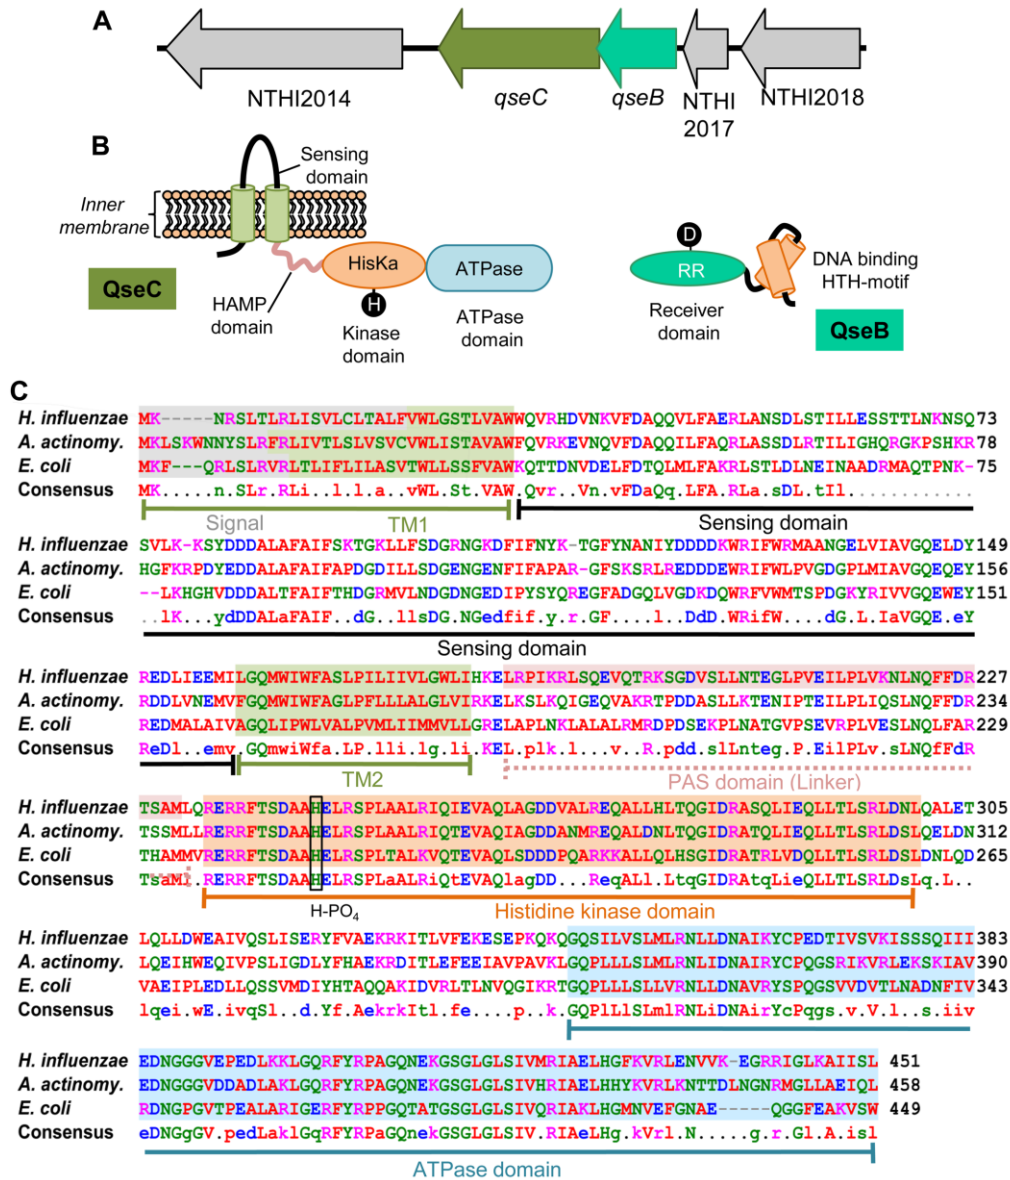 A
NTHI2014
qseC
qseB
NTHI
2017
NTHI2018
B
Sensing
domain
Inner
membrane
QseC
HAMP
domain
HisKa
H
Kinase
domain
ATPase
ATPase
domain
D
RR
Receiver
domain
DNA binding
HTH-motif
QseB
C
H. influenzae MK-----NRSLTLRLISVLCLTALFVWLGSTLVAWWQVRHDVNKVFDAQQVLFAERLANSDLSTILLESSTTLNKNSQ 73
A. actinomy. MKLSKWNNYSLRFRLIVTLSLVSVCVWLISTAVAWFQVRKEVNQVFDAQQILFAQRLASSDLRTILIGHQRGKPSHKR 78
E. coli MKF---QRLSLRVRLTLIFLILASVTWLLSSFVAWKQTTDNVDELFDTQLMLFAKRLSTLDLNEINAADRMAQTPNK- 75
Consensus MK.....n.SLr.RLi..l.l.a..vWL.St.VAW.Qvr..Vn.vFDaQq.LFA.RLa.sDL.tIl..............
Signal
TM1
Sensing domain
H. influenzae SVLK-KSYDDDALAFAIFSKTGKLLFSDGRNGKDFIFNYK-TGFYNANIYDDDDKWRIFWRMAANGELVIAVGQELDY 149
A. actinomy. HGFKRPDYEDDALAFAIFAPDGDILLSDGENGENFIFAPAR-GFSKSRLREDDDEWRIFWLPVGDGPLMIAVGQEQEY 156
E. coli --LKHGHVDDDALTFAIFTHDGRMVLNDGDNGEDIPYSYQREGFADGQLVGDKDQWRFVWMTSPDGKYRIVVGQEWEY 151
Consensus ..lK...ydDDALaFAIF..dG..llsDG.NGedfif.y.r.GF....l..DdD.WRifW....dG.L.IaVGQE.eY
Sensing domain
H. influenzae REDLIEEMILGQMWIWFASLPILIIVLGWLIHKELRPIKRLSQEVQTRKSGDVSLLNTEGLPVEILPLVKNLNQFFDR 227
A. actinomy. RDDLVNEMVFGQMWIWFAGLPFLLLALGLVIRKELKSLKQIGEQVAKRTPDDASLLKTENIPTEILPLIESLNQFFDR 234
E. coli REDMALAIVAGQLIPWLVALPVMLIIMMVLLGRELAPLNKLALALRMRDPDSEKPLNATGVPSEVRPLVESLNQLFAR 229
Consensus ReDl..emv.GQmwiWfa.LP.lli.lg.li.KEL.plk.l...v..R.pdd.slLnteg.P.EilPLv.sLNQfFdR
TM2
PAS domain (Linker)
H. influenzae TSAMLQRERRFTSDAAHELRSPLAALRIQIEVAQLAGDDVALREQALLHLTQGIDRASQLIEQLLTLSRLDNLQALET 305
A. actinomy. TSSMLLRERRFTSDAAHELRSPLAALRIQTEVAQIAGDDANMREQALDNLTQGIDRATQLIEQLLTLSRLDSLQELDN 312
E. coli THAMMVRERRFTSDAAHELRSPLTALKVQTEVAQLSDDDPQARKKALLQLHSGIDRATRLVDQLLTLSRLDSLDNLQD 265
Consensus TsaMl.RERRFTSDAAHELRSPLaALRiQtEVAQlagDD...ReqALl.LtqGIDRAtqLieQLLTLSRLDsLq.L..
H-PO4
Histidine kinase domain
H. influenzae LQLLDWEAIVQSLISERYFVAEKRKITLVFEKESEPKQKQGQSILVSLMLRNLLDNAIKYCPEDTIVSVKISSSQIII 383
A. actinomy. LQEIHWEQIVPSLIGDLYFHAEKRDITLEFEEIAVPAVKLGQPLLLSLMLRNLIDNAIRYCPQGSRIKVRLEKSKIAV 390
E. coli VAEIPLEDLLQSSVMDIYHTAQQAKIDVRLTLNVQGIKRTGQPLLLSLLVRNLLDNAVRYSPQGSVVDVTLNADNFIV 343
Consensus lqei.wE.ivqSl..d.Yf.AekrkItl.fe....p..k.GQPlLlSLmlRNLiDNAirYcPqgs.v.V.l..s.iiv
H. influenzae EDNGGGVEPEDLKKLGQRFYRPAGQNEKGSGLGLSIVMRIAELHGFKVRLENVVK-EGRRIGLKAIISL 451
A. actinomy. EDNGGGVDDADLAKLGQRFYRPAGQNEKGSGLGLSIVHRIAELHHYKVRLKNTTDLNGNRMGLLAEIQL 458
E. coli RDNGPGVTPEALARIGERFYRPPGQTATGSGLGLSIVQRIAKLHGMNVEFGNAE-----QGGFEAKVSW 449
Consensus eDNGgGV.pedLaklGqRFYRPaGQnekGSGLGLSIV.RIAeLHg.kVrl.N.....g.r.Gl.A.isl
ATPase domain